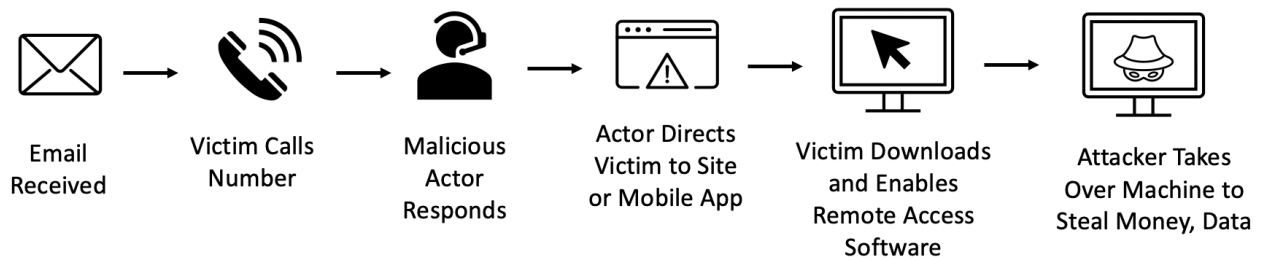 Email
Received
Victim Calls
Number
Malicious
Actor
Responds
Actor Directs
Victim to Site
or Mobile App
Victim Downloads
and Enables
Remote Access
Software
Attacker Takes
Over Machine to
Steal Money, Data